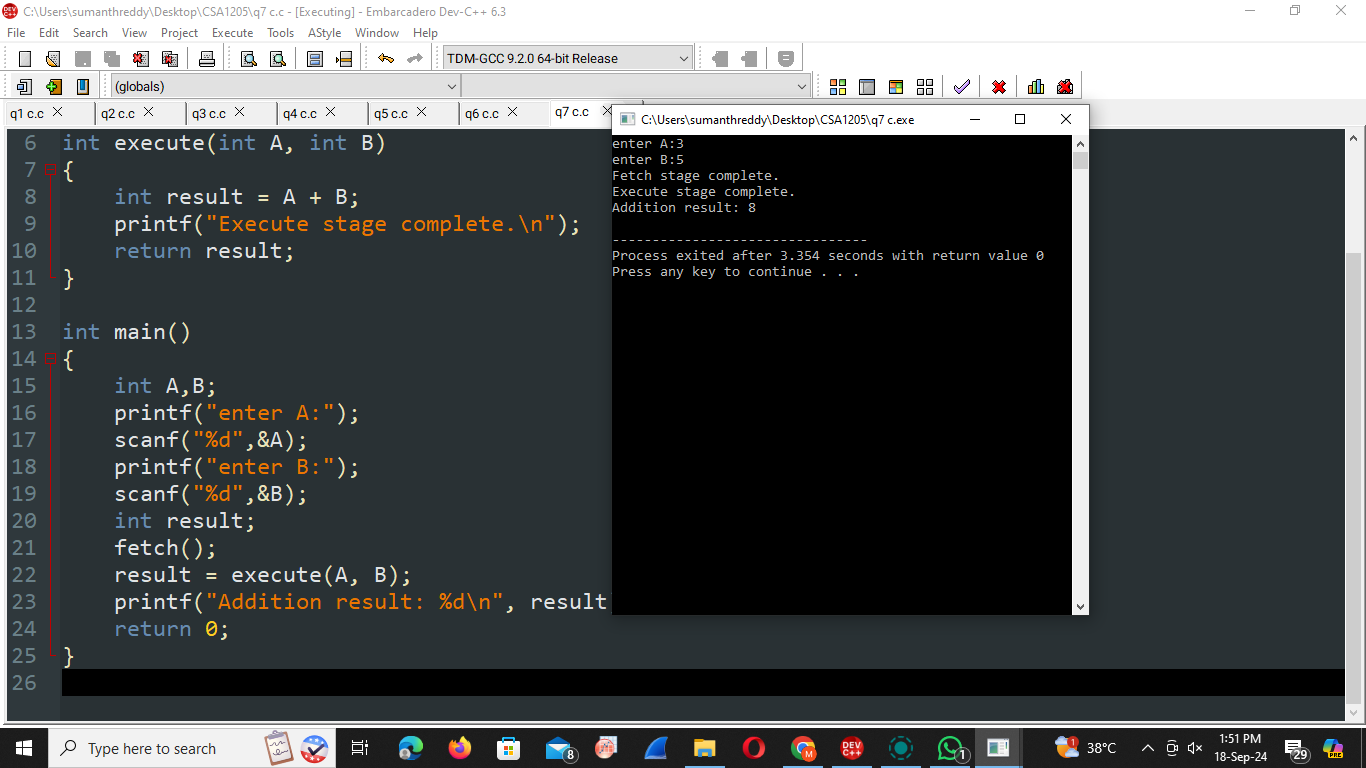 C:\Users\sumanthreddy\Desktop\CSA1205\q7 c.c - [Executing] - Embarcadero Dev-C++ 6.3
File Edit Search View Project Execute Tools AStyle Window Help
TDM-GCC 9.2.0 64-bit Release
(globals)
q1 c.c q2 c.c q3 c.c q4 c.c q5 c.c q6 c.c q7 c.c
6 int execute(int A, int B)
7 {
8 int result = A + B;
9 printf("Execute stage complete.\n");
10 return result;
11 }
12
13 int main()
14 {
15 int A,B;
16 printf("enter A:");
17 scanf("%d",&A);
18 printf("enter B:");
19 scanf("%d",&B);
20 int result;
21 fetch();
22 result = execute(A, B);
23 printf("Addition result: %d\n", result
24 return 0;
25 }
26
C:\Users\sumanthreddy\Desktop\CSA1205\q7 c.exe
enter A:3
enter B:5
Fetch stage complete.
Execute stage complete.
Addition result: 8
--------------------------------
Process exited after 3.354 seconds with return value 0
Press any key to continue . . .
Type here to search
8
M
DEV C++
1
38°C
1:51 PM
18-Sep-24
29
PRE